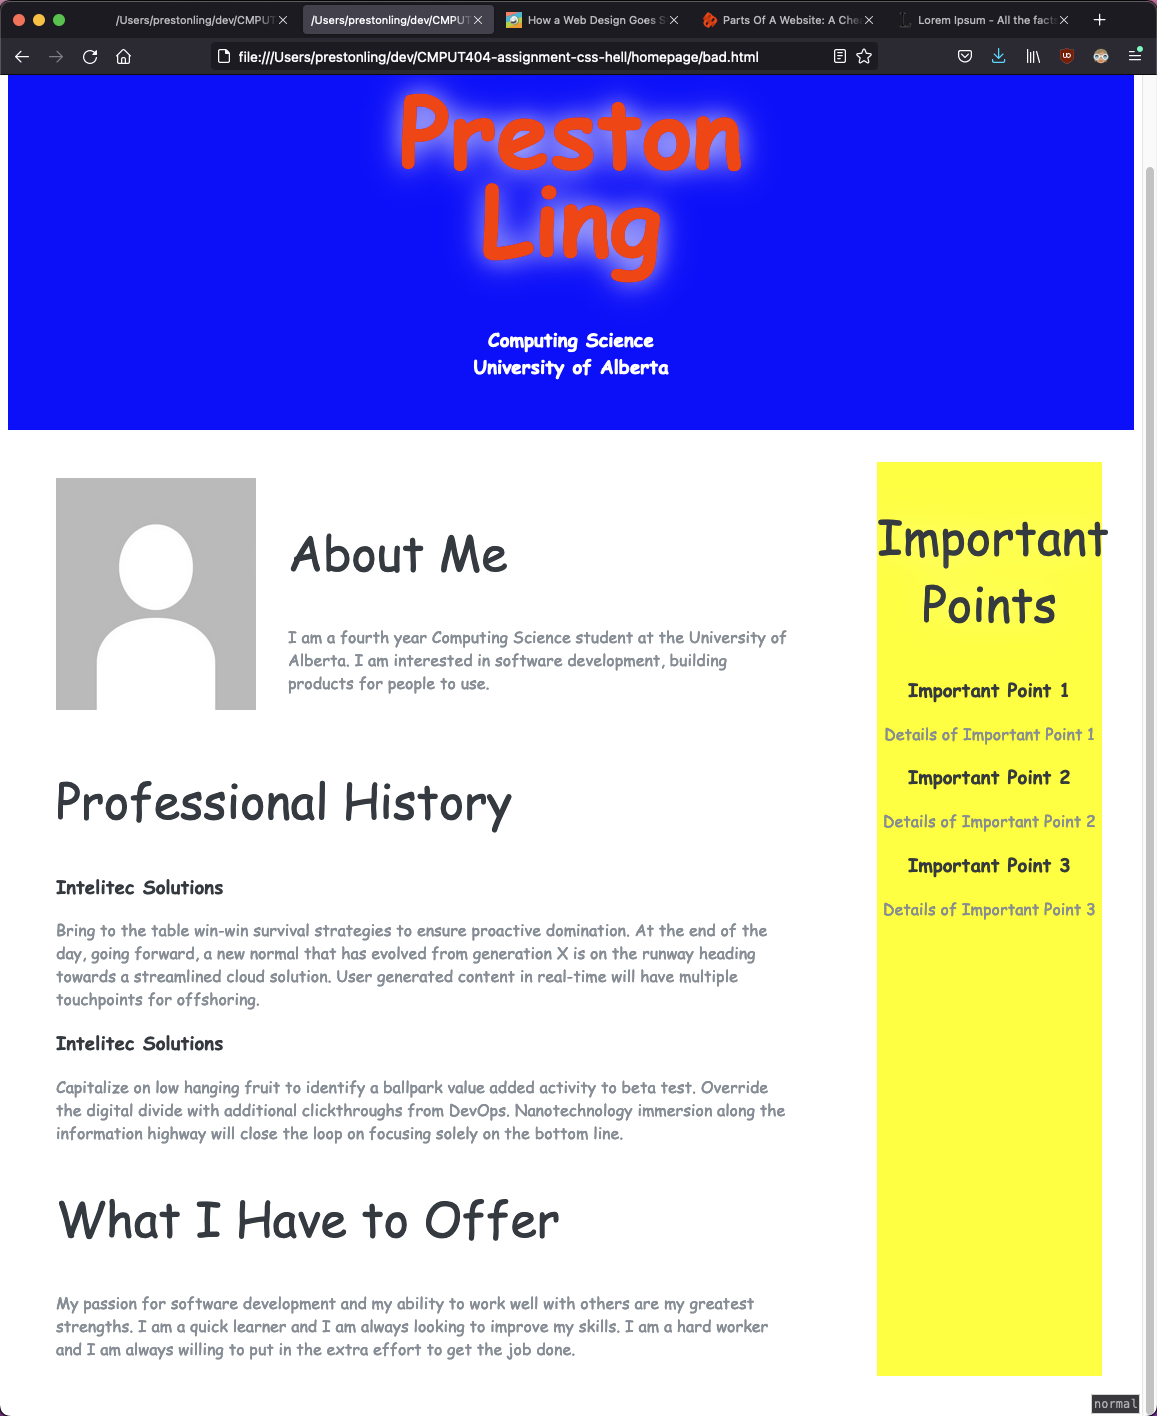 /Users/prestonling/dev/CMPUT
/Users/prestonling/dev/CMPUT
How a Web Design Goes S
Parts Of A Website: A Che
Lorem Ipsum - All the facts
file:///Users/prestonling/dev/CMPUT404-assignment-css-hell/homepage/bad.html
Preston
Ling
Computing Science
University of Alberta
About Me
I am a fourth year Computing Science student at the University of
Alberta. I am interested in software development, building
products for people to use.
Professional History
Intelitec Solutions
Bring to the table win-win survival strategies to ensure proactive domination. At the end of the
day, going forward, a new normal that has evolved from generation X is on the runway heading
towards a streamlined cloud solution. User generated content in real-time will have multiple
touchpoints for offshoring.
Intelitec Solutions
Capitalize on low hanging fruit to identify a ballpark value added activity to beta test. Override
the digital divide with additional clickthroughs from DevOps. Nanotechnology immersion along the
information highway will close the loop on focusing solely on the bottom line.
What I Have to Offer
My passion for software development and my ability to work well with others are my greatest
strengths. I am a quick learner and I am always looking to improve my skills. I am a hard worker
and I am always willing to put in the extra effort to get the job done.
Important
Points
Important Point 1
Details of Important Point 1
Important Point 2
Details of Important Point 2
Important Point 3
Details of Important Point 3
normal